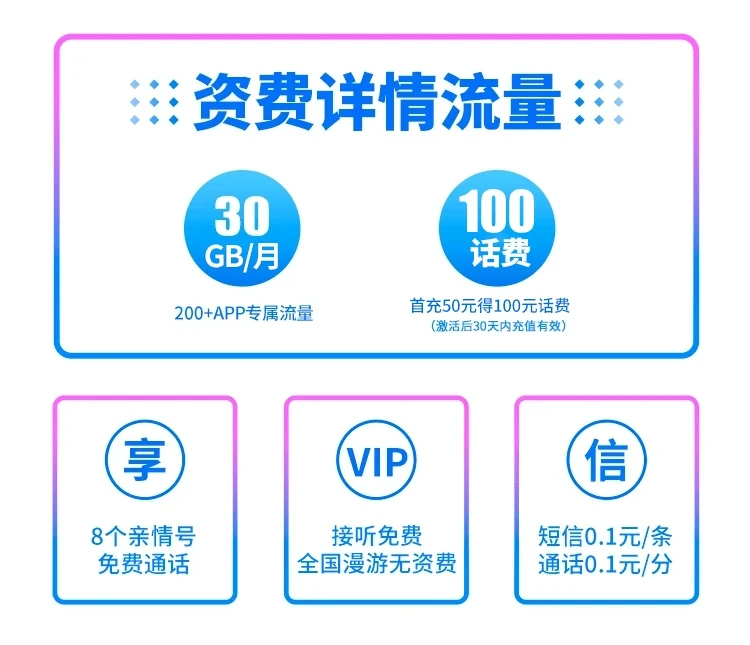 资费详情流量
30
GB/月
200+APP专属流量
100
话费
首充50元得100元话费
（激活后30天内充值有效）
享
8个亲情号
免费通话
VIP
接听免费
全国漫游无资费
信
短信0.1元/条
通话0.1元/分